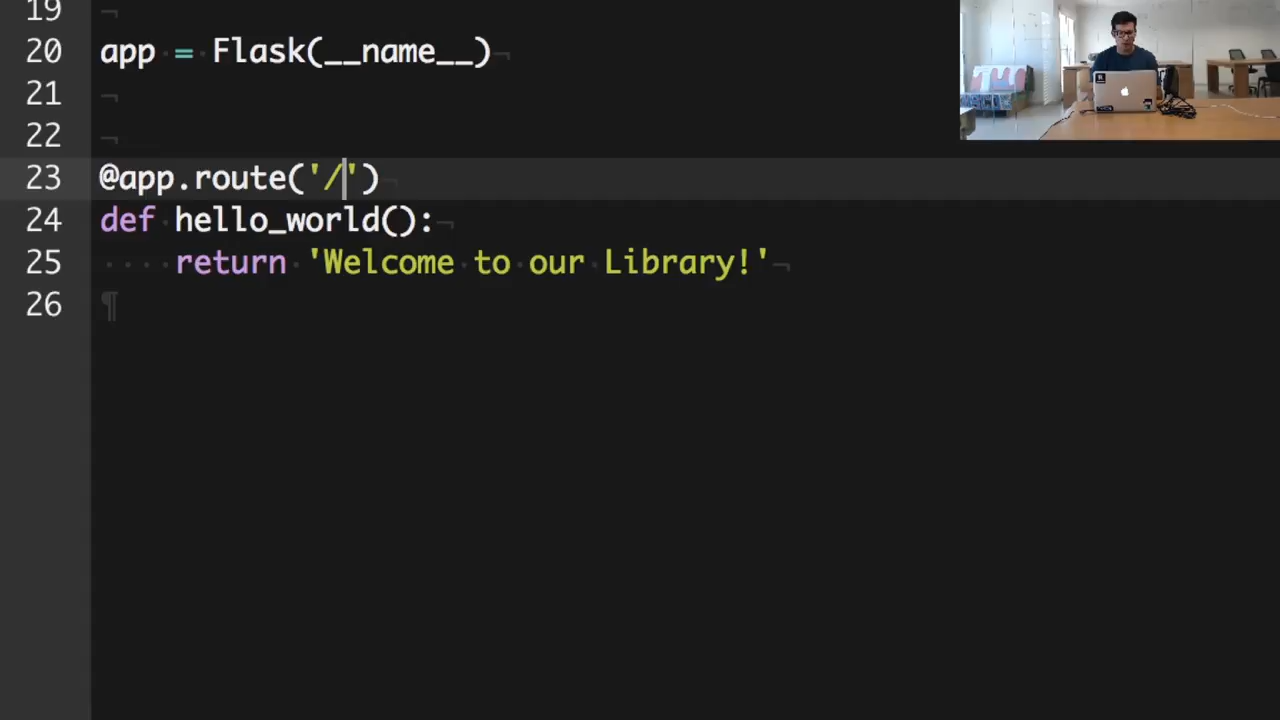 19
20 app = Flask(__name__)
21
22
23 @app.route('/')
24 def hello_world():
25 return 'Welcome to our Library!'
26